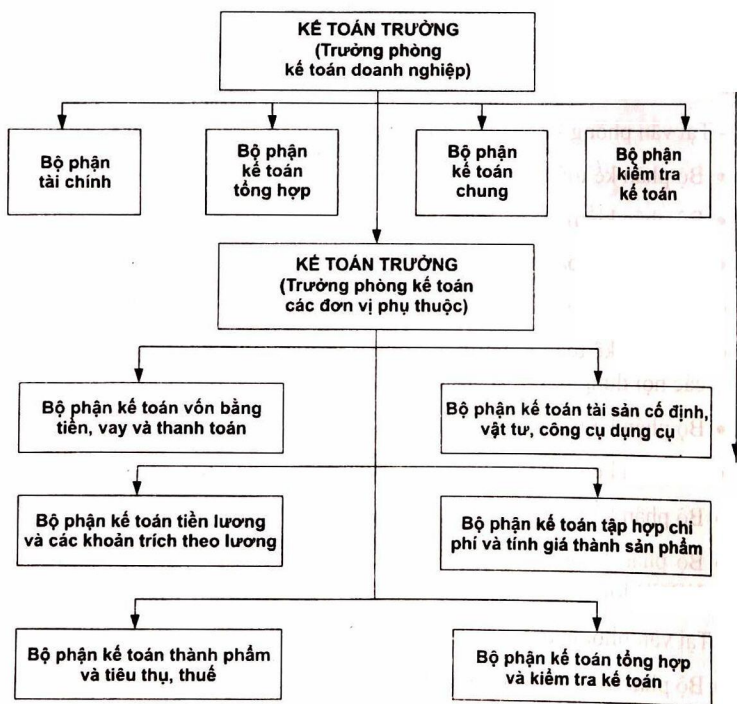 KẾ TOÁN TRƯỞNG
(Trưởng phòng
kế toán doanh nghiệp)
Bộ phận
tài chính
Bộ phận
kế toán
tổng hợp
Bộ phận
kế toán
chung
Bộ phận
kiểm tra
kế toán
KẾ TOÁN TRƯỞNG
(Trưởng phòng kế toán
các đơn vị phụ thuộc)
Bộ phận kế toán vốn bằng
tiền, vay và thanh toán
Bộ phận kế toán tài sản cố định,
vật tư, công cụ dụng cụ
Bộ phận kế toán tiền lương
và các khoản trích theo lương
Bộ phận kế toán tập hợp chi
phí và tính giá thành sản phẩm
Bộ phận kế toán thành phẩm
và tiêu thụ, thuế
Bộ phận kế toán tổng hợp
và kiểm tra kế toán